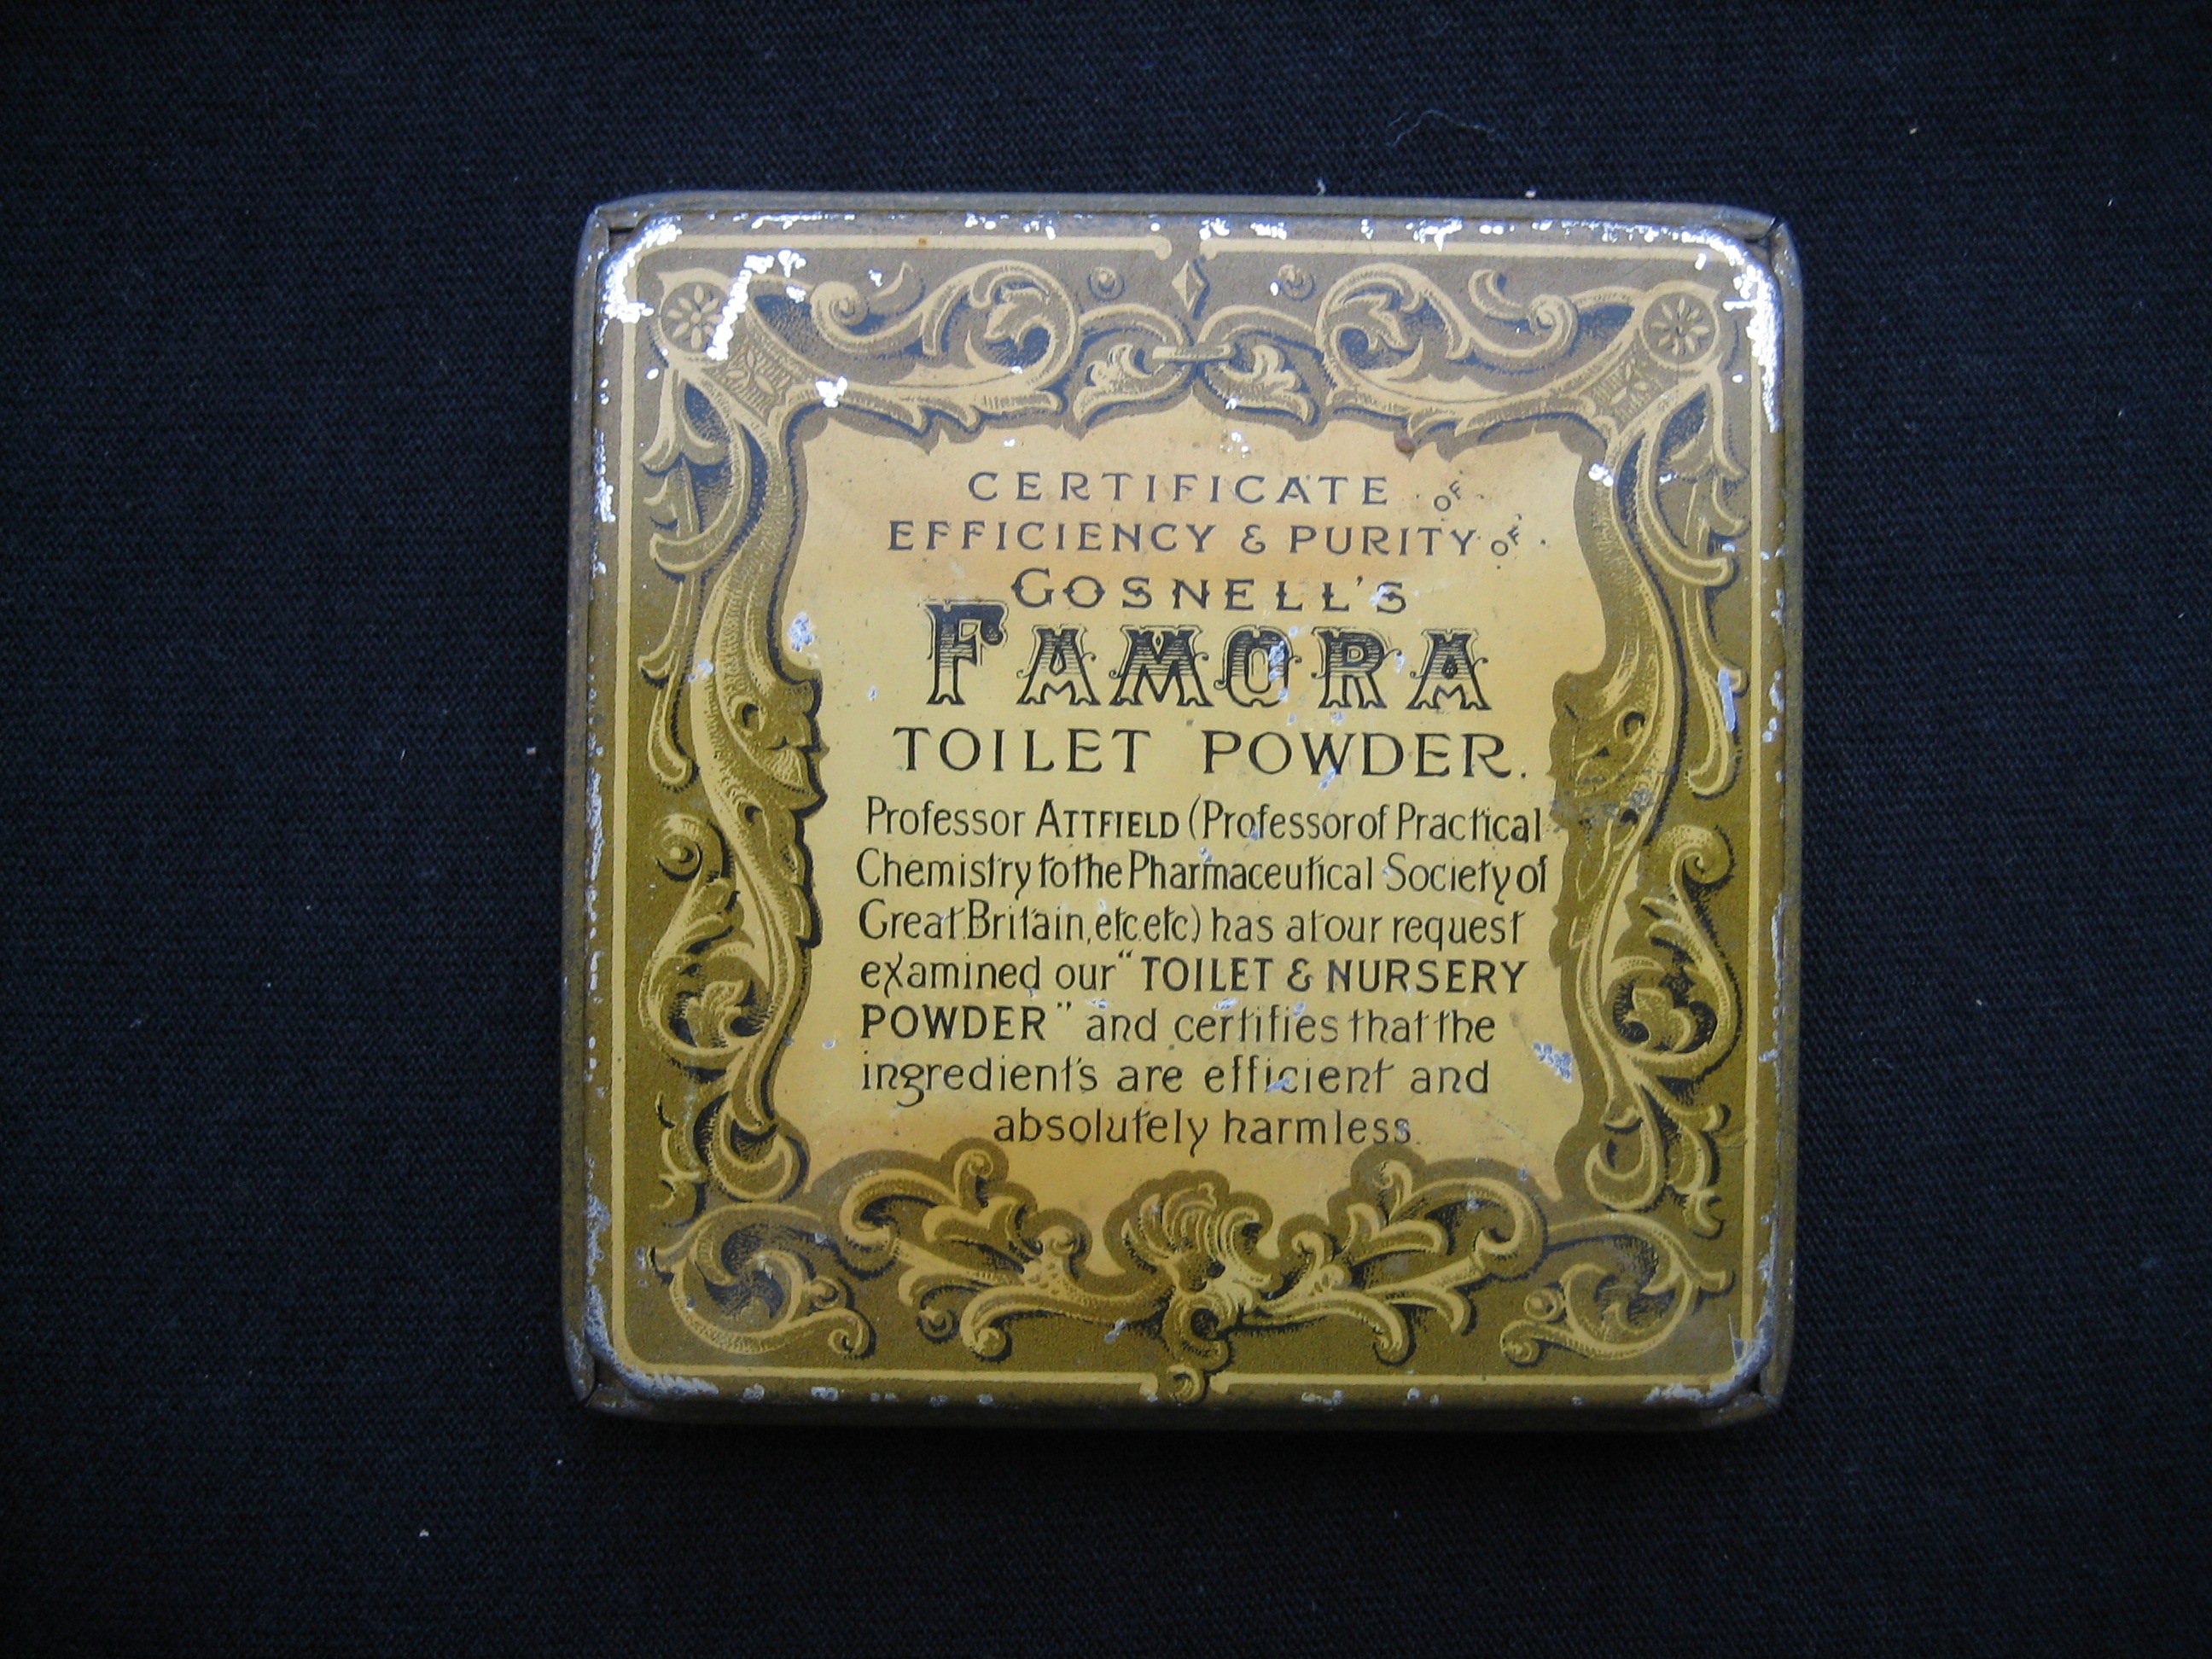 CERTIFICATE OF
EFFICIENCY & PURITY OF
GOSNELL'S
FAMORA
TOILET POWDER.
Professor ATTFIELD (Professor of Practical
Chemistry to the Pharmaceutical Society of
Great Britain, etc etc) has at our request
examined our "TOILET & NURSERY
POWDER" and certifies that the
ingredients are efficient and
absolutely harmless.